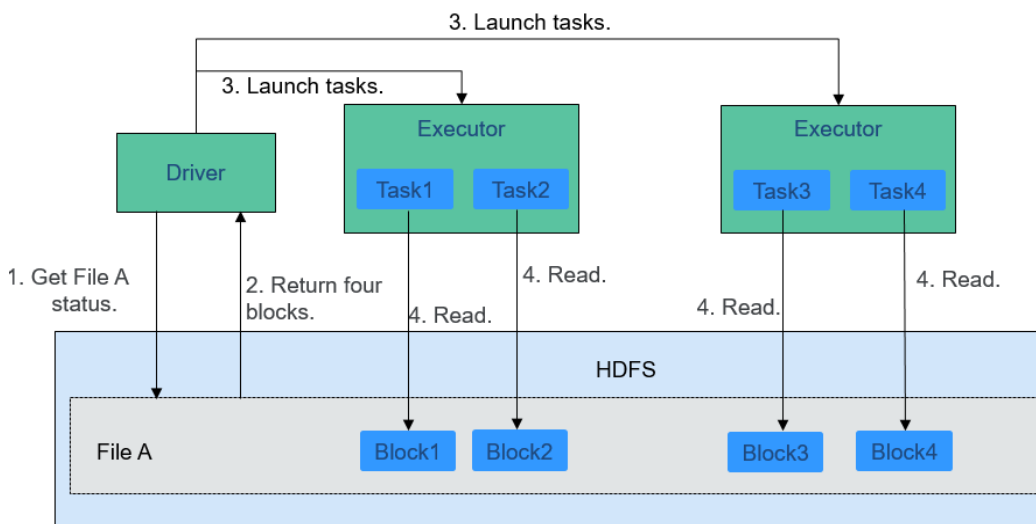 3. Launch tasks.
3. Launch tasks.
Executor
Executor
Driver
Task1
Task2
Task3
Task4
1. Get File A
status.
2. Return four
blocks.
4. Read.
4. Read.
4. Read.
4. Read.
HDFS
File A
Block1
Block2
Block3
Block4